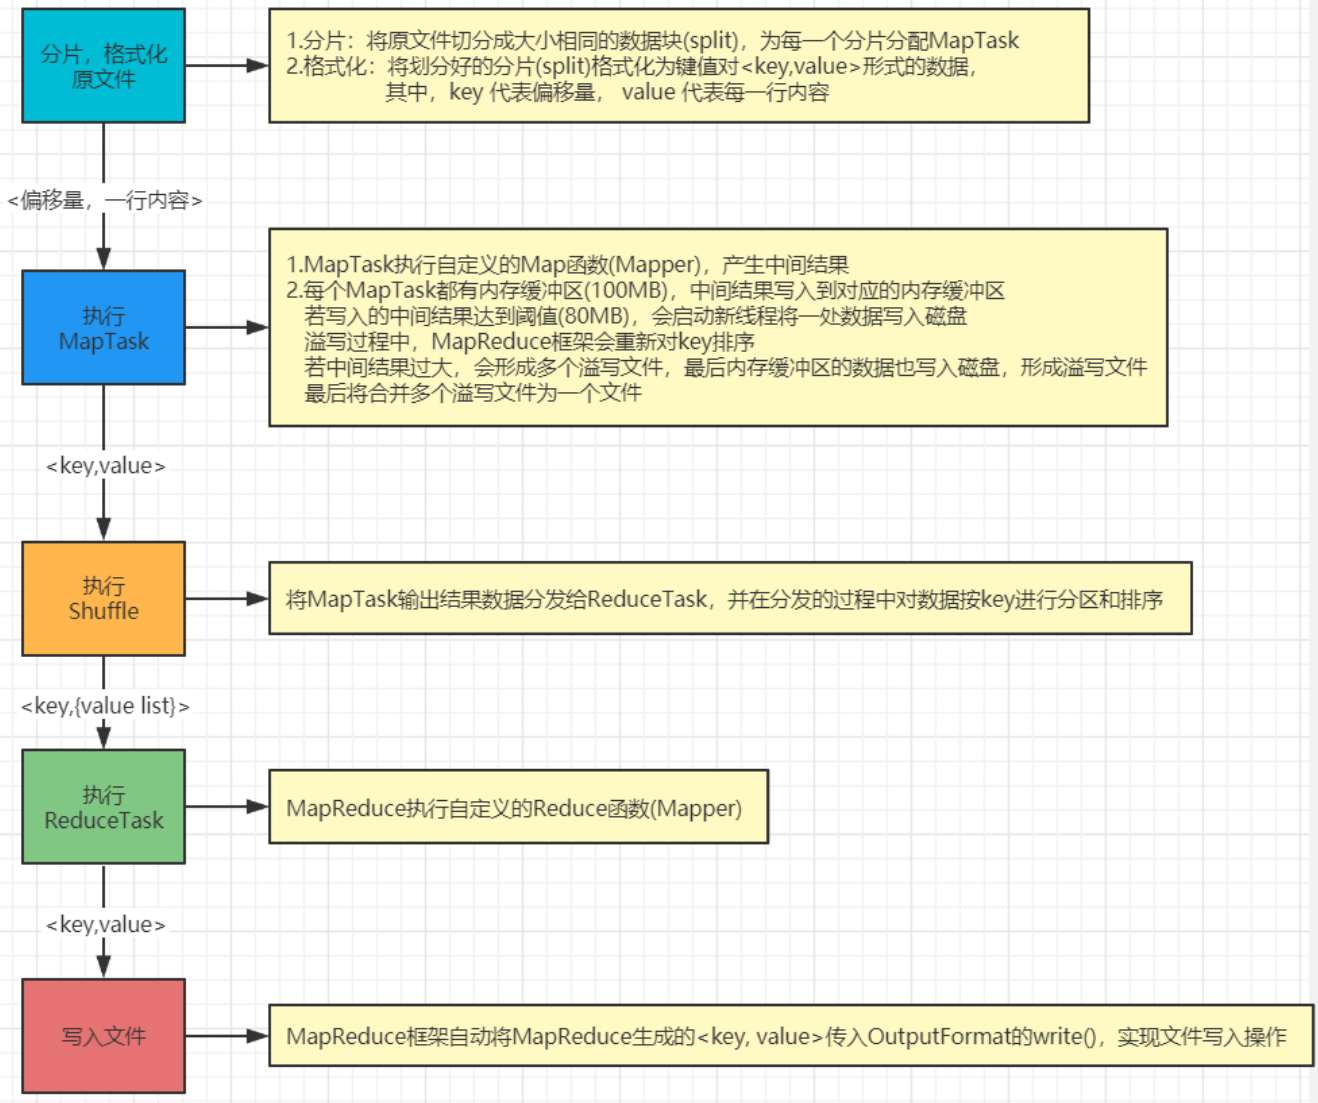 分片，格式化
原文件
1.分片：将原文件切分成大小相同的数据块(split)，为每一个分片分配MapTask
2.格式化：将划分好的分片(split)格式化为键值对<key,value>形式的数据，
其中，key 代表偏移量， value 代表每一行内容
<偏移量，一行内容>
执行
MapTask
1.MapTask执行自定义的Map函数(Mapper)，产生中间结果
2.每个MapTask都有内存缓冲区(100MB)，中间结果写入到对应的内存缓冲区
若写入的中间结果达到阈值(80MB)，会启动新线程将一处数据写入磁盘
溢写过程中，MapReduce框架会重新对key排序
若中间结果过大，会形成多个溢写文件，最后内存缓冲区的数据也写入磁盘，形成溢写文件
最后将合并多个溢写文件为一个文件
<key,value>
执行
Shuffle
将MapTask输出结果数据分发给ReduceTask，并在分发的过程中对数据按key进行分区和排序
<key,{value list}>
执行
ReduceTask
MapReduce执行自定义的Reduce函数(Mapper)
<key,value>
写入文件
MapReduce框架自动将MapReduce生成的<key, value>传入OutputFormat的write()，实现文件写入操作